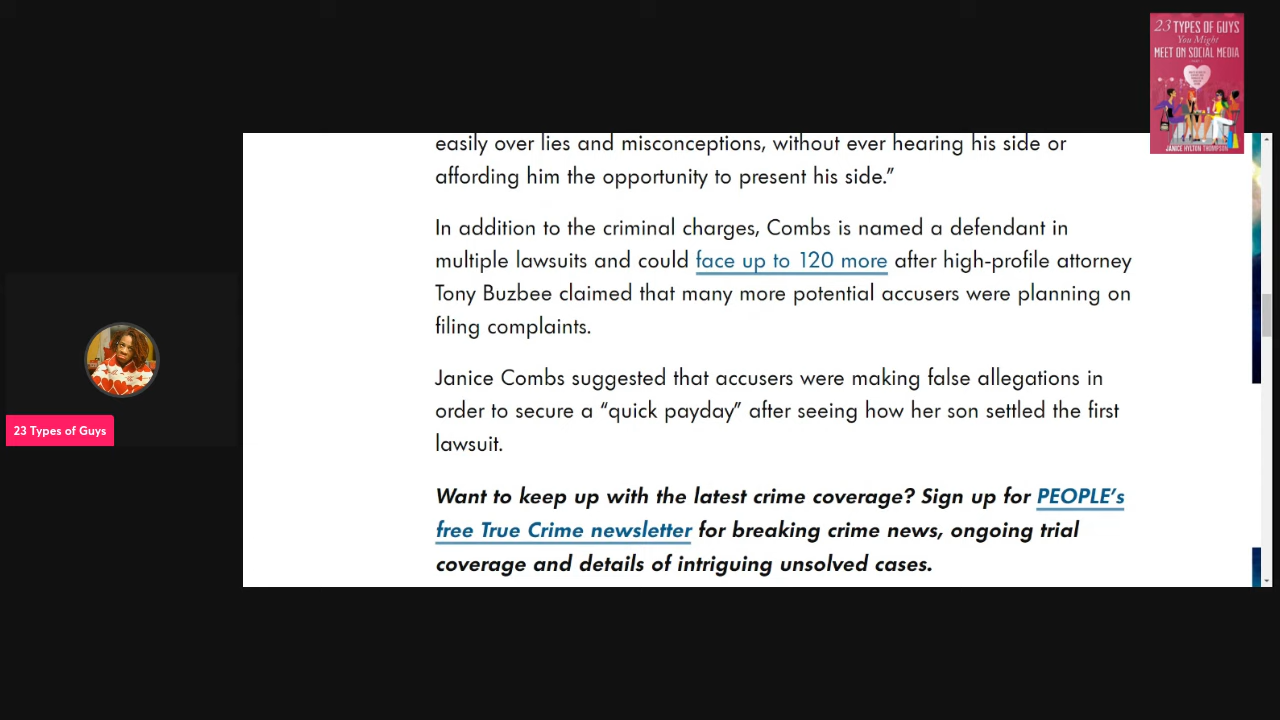 23 TYPES OF GUYS
You Might
MEET ON SOCIAL MEDIA
JANICE HYLTON THOMPSON
easily over lies and misconceptions, without ever hearing his side or
affording him the opportunity to present his side.”
In addition to the criminal charges, Combs is named a defendant in
multiple lawsuits and could face up to 120 more after high-profile attorney
Tony Buzbee claimed that many more potential accusers were planning on
filing complaints.
Janice Combs suggested that accusers were making false allegations in
order to secure a “quick payday” after seeing how her son settled the first
lawsuit.
Want to keep up with the latest crime coverage? Sign up for PEOPLE’s
free True Crime newsletter for breaking crime news, ongoing trial
coverage and details of intriguing unsolved cases.
23 Types of Guys